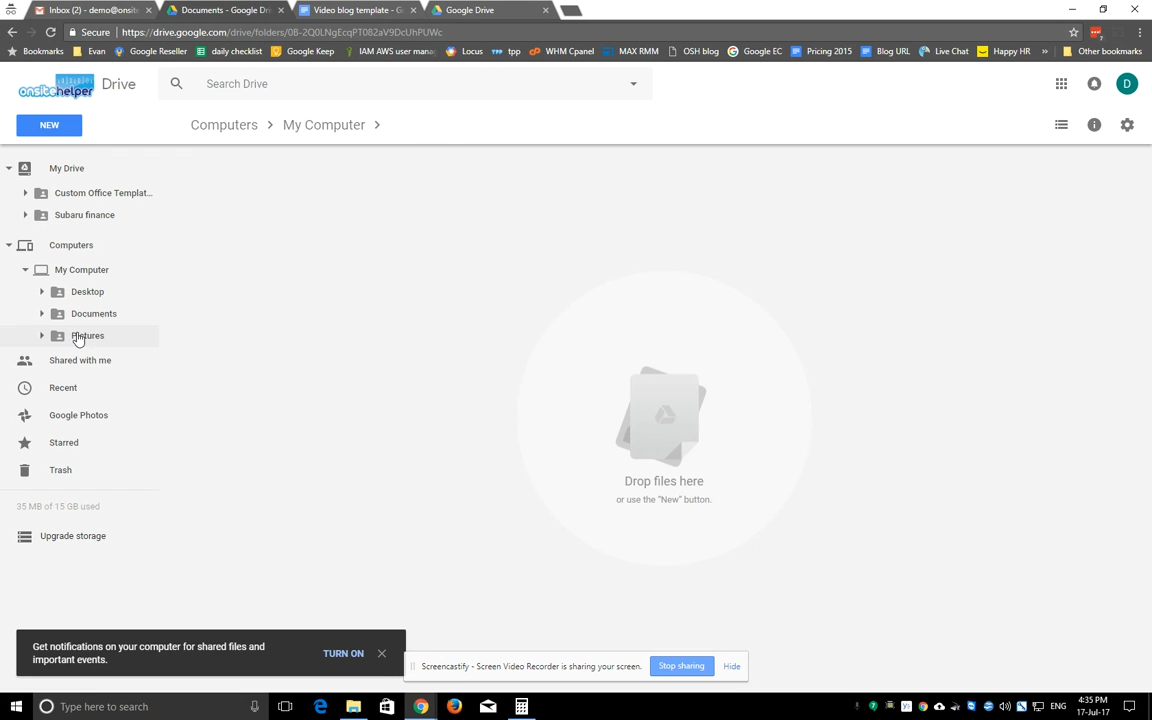 Inbox (2) - demo@onsite
Documents - Google Dri
Video blog template - G
Google Drive
Secure
https://drive.google.com/drive/folders/0B-2Q0LNgEcqPT082aV9DcUhPUWc
Bookmarks
Evan
Google Reseller
daily checklist
Google Keep
IAM AWS user mana
Locus
tpp
WHM Cpanel
MAX RMM
OSH blog
Google EC
Pricing 2015
Blog URL
Live Chat
Happy HR
»
Other bookmarks
onsitehelper
Drive
Search Drive
D
NEW
Computers > My Computer >
My Drive
Custom Office Templat...
Subaru finance
Computers
My Computer
Desktop
Documents
Pictures
Shared with me
Recent
Google Photos
Starred
Trash
35 MB of 15 GB used
Upgrade storage
Drop files here
or use the "New" button.
Get notifications on your computer for shared files and
important events.
TURN ON
Screencastify - Screen Video Recorder is sharing your screen.
Stop sharing
Hide
Type here to search
ENG
4:35 PM
17-Jul-17